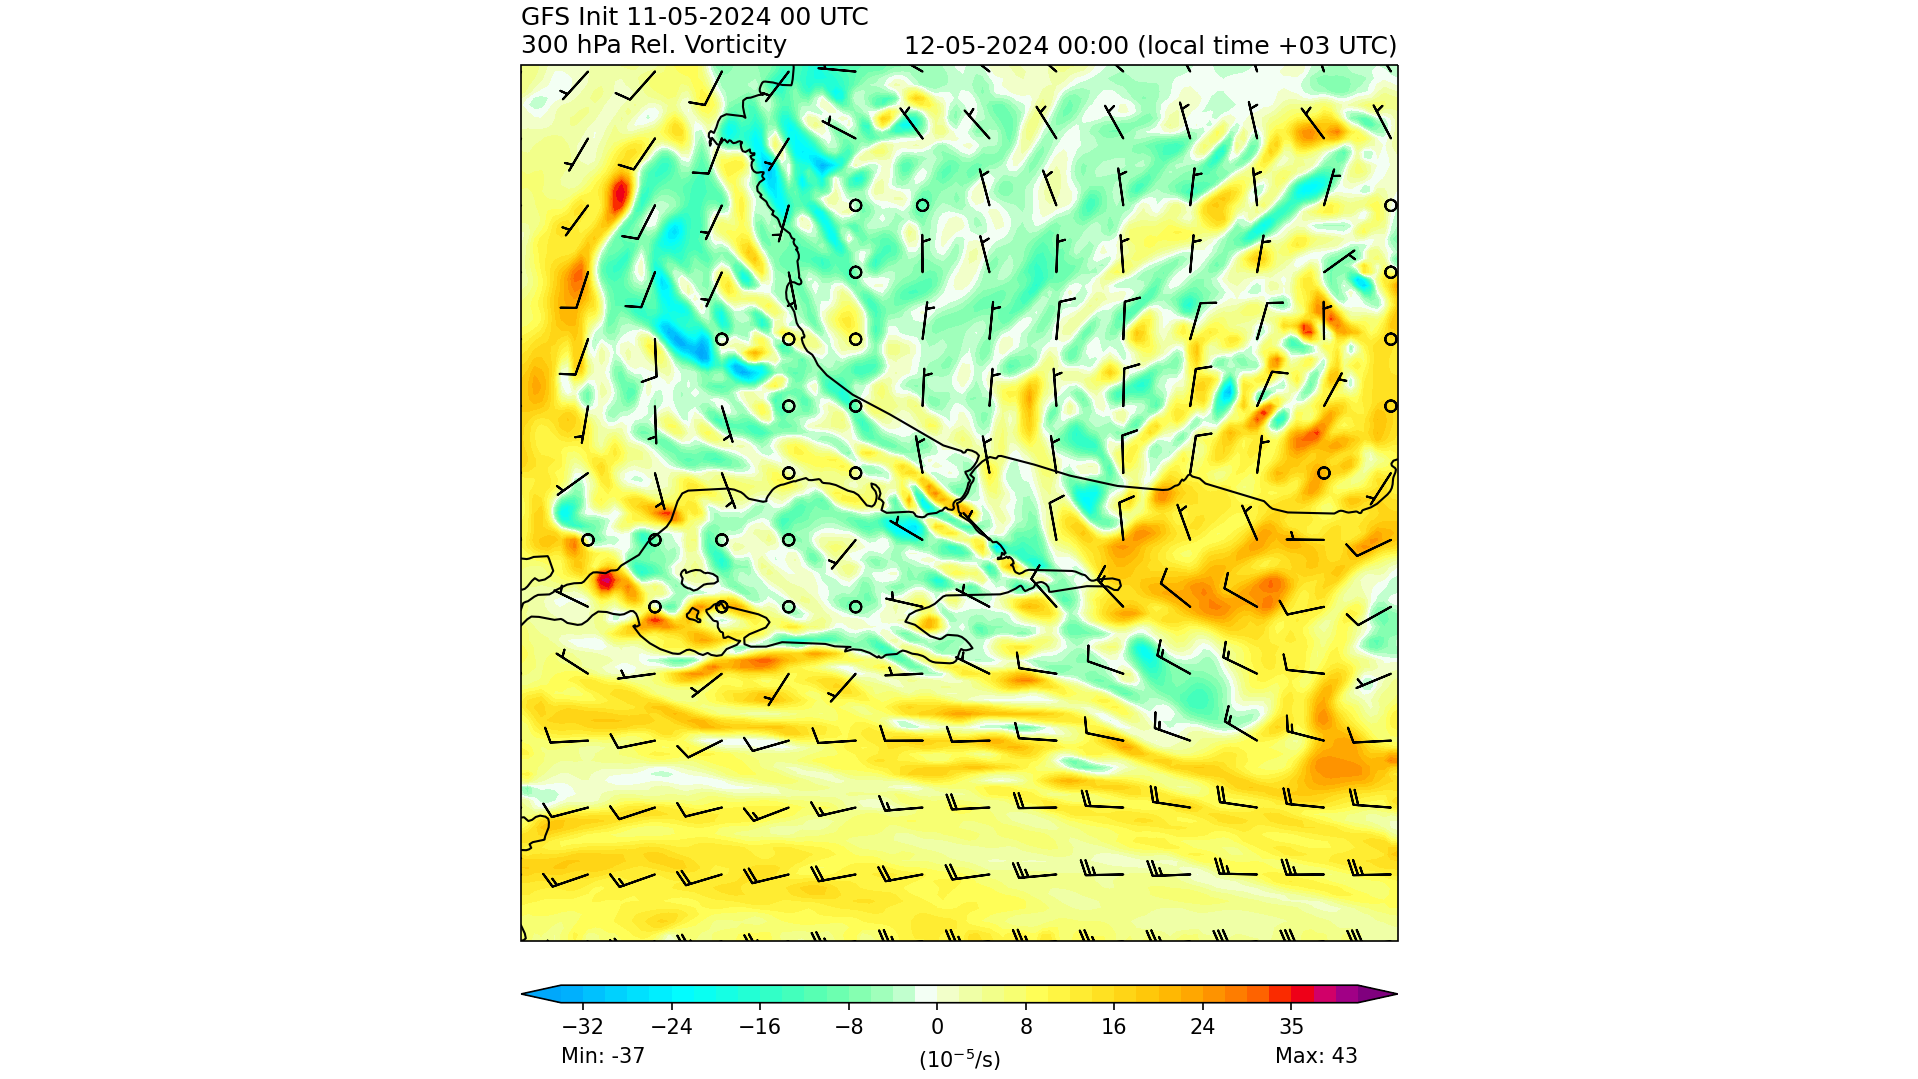 GFS Init 11-05-2024 00 UTC
300 hPa Rel. Vorticity
12-05-2024 00:00 (local time +03 UTC)
−32 −24 −16 −8 0 8 16 24 35
Min: -37
(10⁻⁵/s)
Max: 43